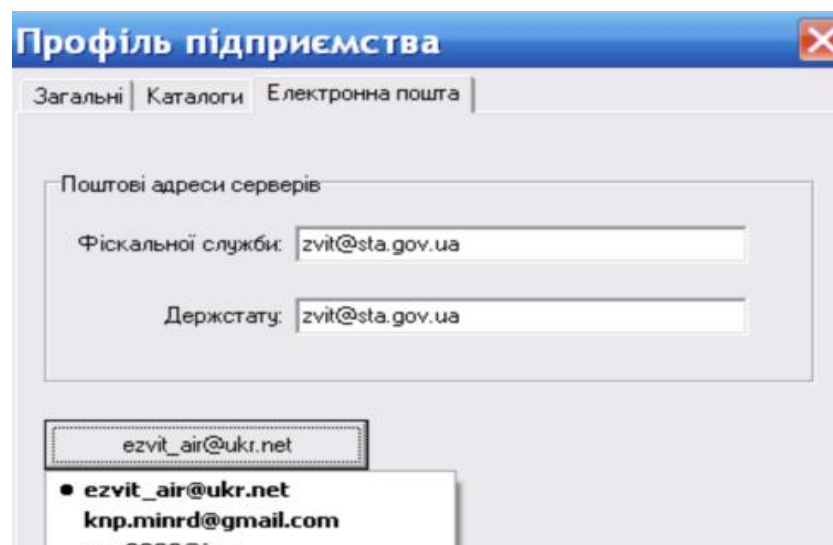 Профіль підприємства
Загальні Каталоги Електронна пошта
Поштові адреси серверів
Фіскальної служби: zvit@sta.gov.ua
Держстату: zvit@sta.gov.ua
ezvit_air@ukr.net
ezvit_air@ukr.net
knp.minrd@gmail.com